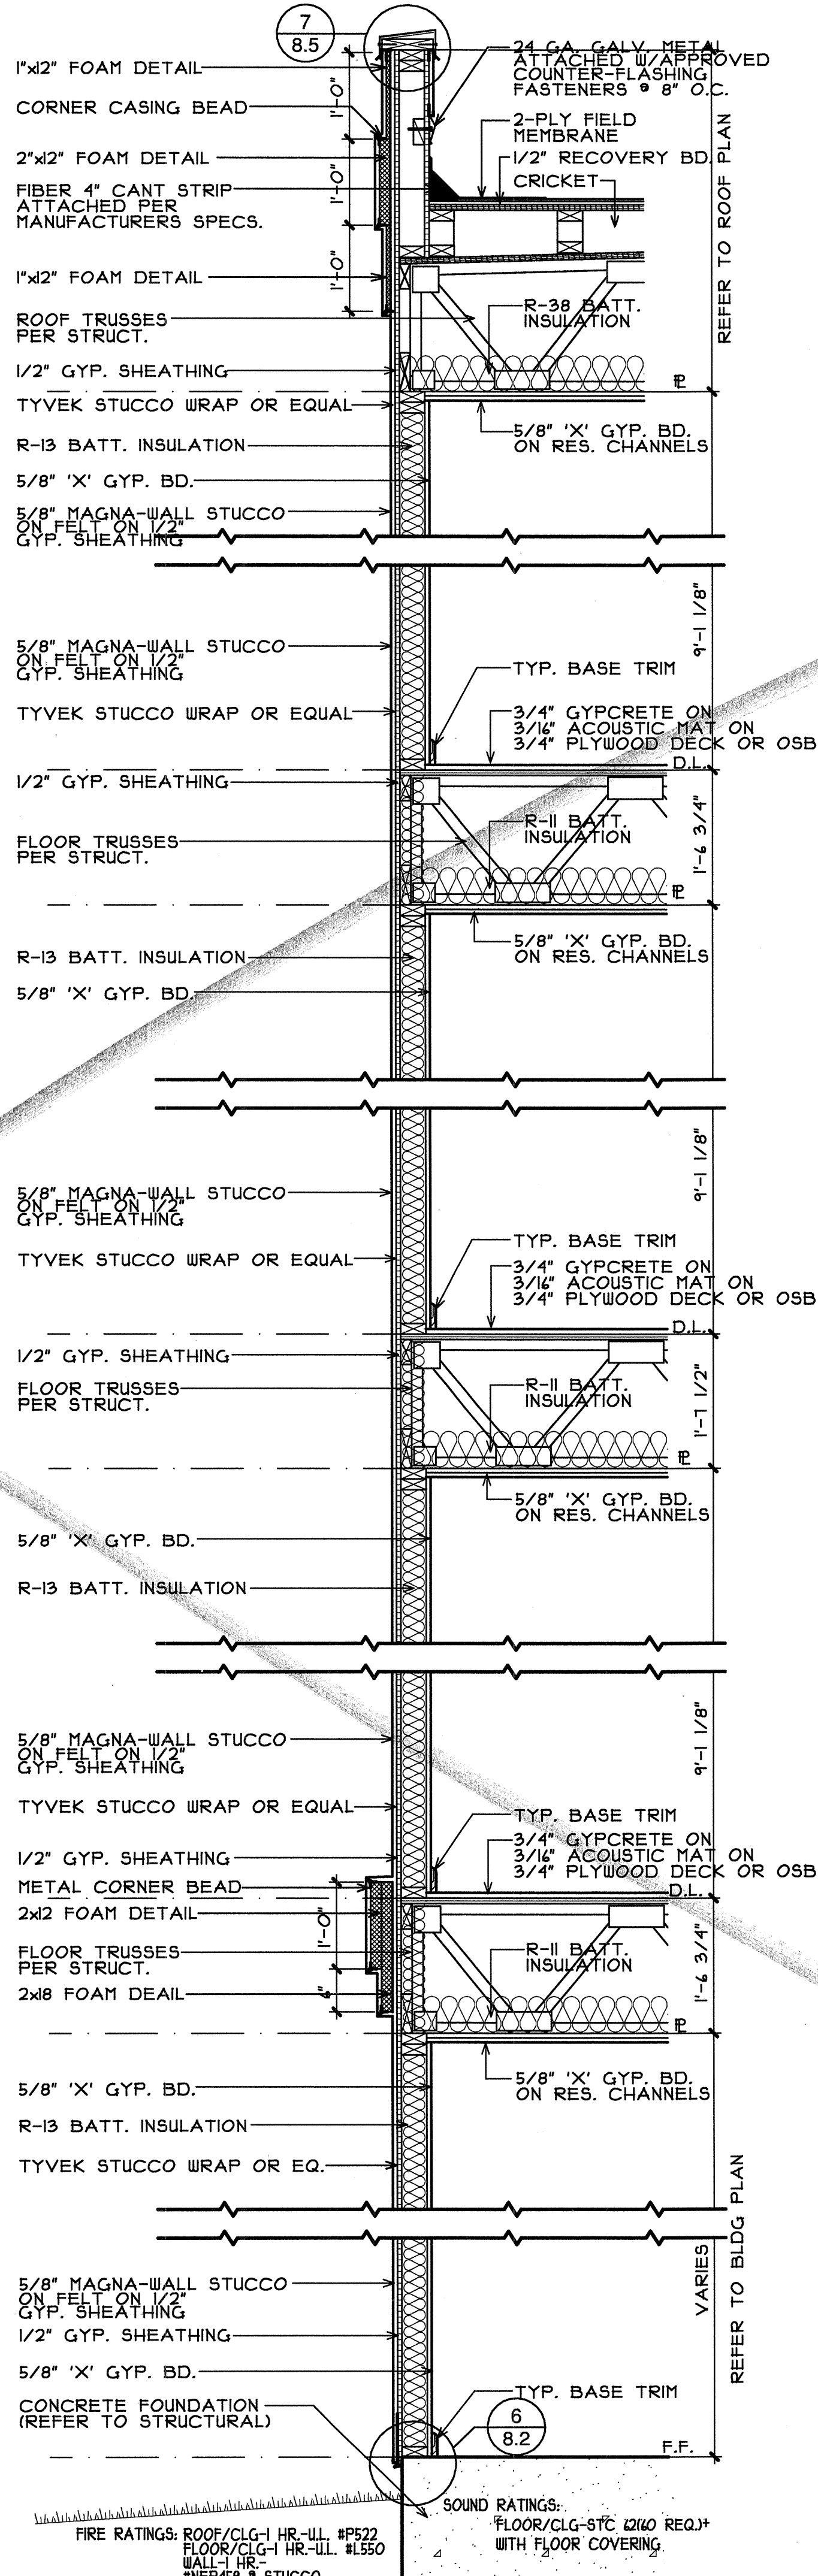 7
8.5
24 GA. GALV. METAL
ATTACHED W/APPROVED
COUNTER-FLASHING
FASTENERS @ 8" O.C.
1"x12" FOAM DETAIL
CORNER CASING BEAD
2"x12" FOAM DETAIL
FIBER 4" CANT STRIP
ATTACHED PER
MANUFACTURERS SPECS.
1"x12" FOAM DETAIL
1'-0"
1'-0"
1'-0"
2-PLY FIELD
MEMBRANE
1/2" RECOVERY BD.
CRICKET
REFER TO ROOF PLAN
ROOF TRUSSES
PER STRUCT.
R-38 BATT.
INSULATION
1/2" GYP. SHEATHING
PL
TYVEK STUCCO WRAP OR EQUAL
R-13 BATT. INSULATION
5/8" 'X' GYP. BD.
ON RES. CHANNELS
5/8" 'X' GYP. BD.
5/8" MAGNA-WALL STUCCO
ON FELT ON 1/2"
GYP. SHEATHING
9'-1 1/8"
5/8" MAGNA-WALL STUCCO
ON FELT ON 1/2"
GYP. SHEATHING
TYP. BASE TRIM
TYVEK STUCCO WRAP OR EQUAL
3/4" GYPCRETE ON
3/16" ACOUSTIC MAT ON
3/4" PLYWOOD DECK OR OSB
D.L.
1/2" GYP. SHEATHING
FLOOR TRUSSES
PER STRUCT.
R-11 BATT.
INSULATION
1'-6 3/4"
PL
R-13 BATT. INSULATION
5/8" 'X' GYP. BD.
ON RES. CHANNELS
5/8" 'X' GYP. BD.
9'-1 1/8"
5/8" MAGNA-WALL STUCCO
ON FELT ON 1/2"
GYP. SHEATHING
TYP. BASE TRIM
TYVEK STUCCO WRAP OR EQUAL
3/4" GYPCRETE ON
3/16" ACOUSTIC MAT ON
3/4" PLYWOOD DECK OR OSB
D.L.
1/2" GYP. SHEATHING
FLOOR TRUSSES
PER STRUCT.
R-11 BATT.
INSULATION
1'-7 1/2"
PL
5/8" 'X' GYP. BD.
ON RES. CHANNELS
5/8" 'X' GYP. BD.
R-13 BATT. INSULATION
9'-1 1/8"
5/8" MAGNA-WALL STUCCO
ON FELT ON 1/2"
GYP. SHEATHING
TYVEK STUCCO WRAP OR EQUAL
TYP. BASE TRIM
3/4" GYPCRETE ON
3/16" ACOUSTIC MAT ON
3/4" PLYWOOD DECK OR OSB
D.L.
1/2" GYP. SHEATHING
METAL CORNER BEAD
2x12 FOAM DETAIL
1'-0"
FLOOR TRUSSES
PER STRUCT.
2x18 FOAM DEAIL
6"
R-11 BATT.
INSULATION
1'-6 3/4"
PL
5/8" 'X' GYP. BD.
ON RES. CHANNELS
5/8" 'X' GYP. BD.
R-13 BATT. INSULATION
TYVEK STUCCO WRAP OR EQ.
VARIES
REFER TO BLDG PLAN
5/8" MAGNA-WALL STUCCO
ON FELT ON 1/2"
GYP. SHEATHING
1/2" GYP. SHEATHING
5/8" 'X' GYP. BD.
TYP. BASE TRIM
CONCRETE FOUNDATION
(REFER TO STRUCTURAL)
6
8.2
F.F.
SOUND RATINGS:
FLOOR/CLG-STC 62(60 REQ.)+
WITH FLOOR COVERING
FIRE RATINGS: ROOF/CLG-1 HR.-U.L. #P522
FLOOR/CLG-1 HR.-U.L. #L550
WALL-1 HR.-